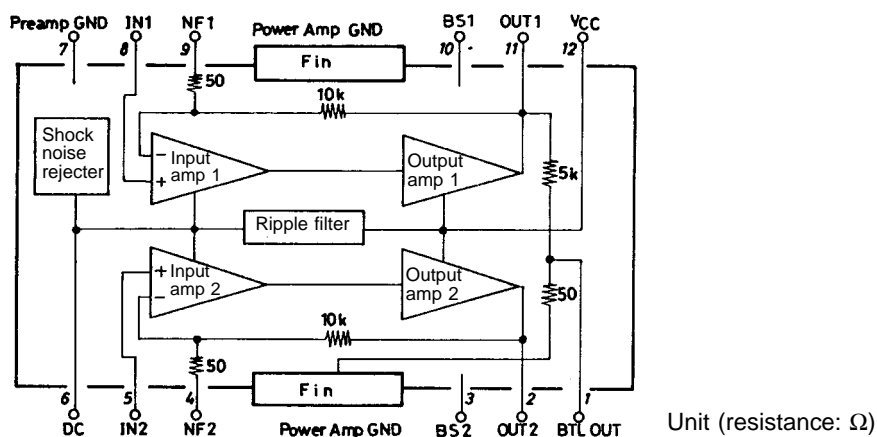 Preamp GND IN1 NF1 Power Amp GND BS1 OUT1 VCC
7 8 9 10 11 12
Fin
50
10k
Shock
noise
rejecter
− Input
+ amp 1
Output
amp 1
5k
Ripple filter
+ Input
− amp 2
Output
amp 2
50
10k
50
Fin
6 5 4 3 2 1
DC IN2 NF2 Power Amp GND BS2 OUT2 BTL OUT
Unit (resistance: Ω)